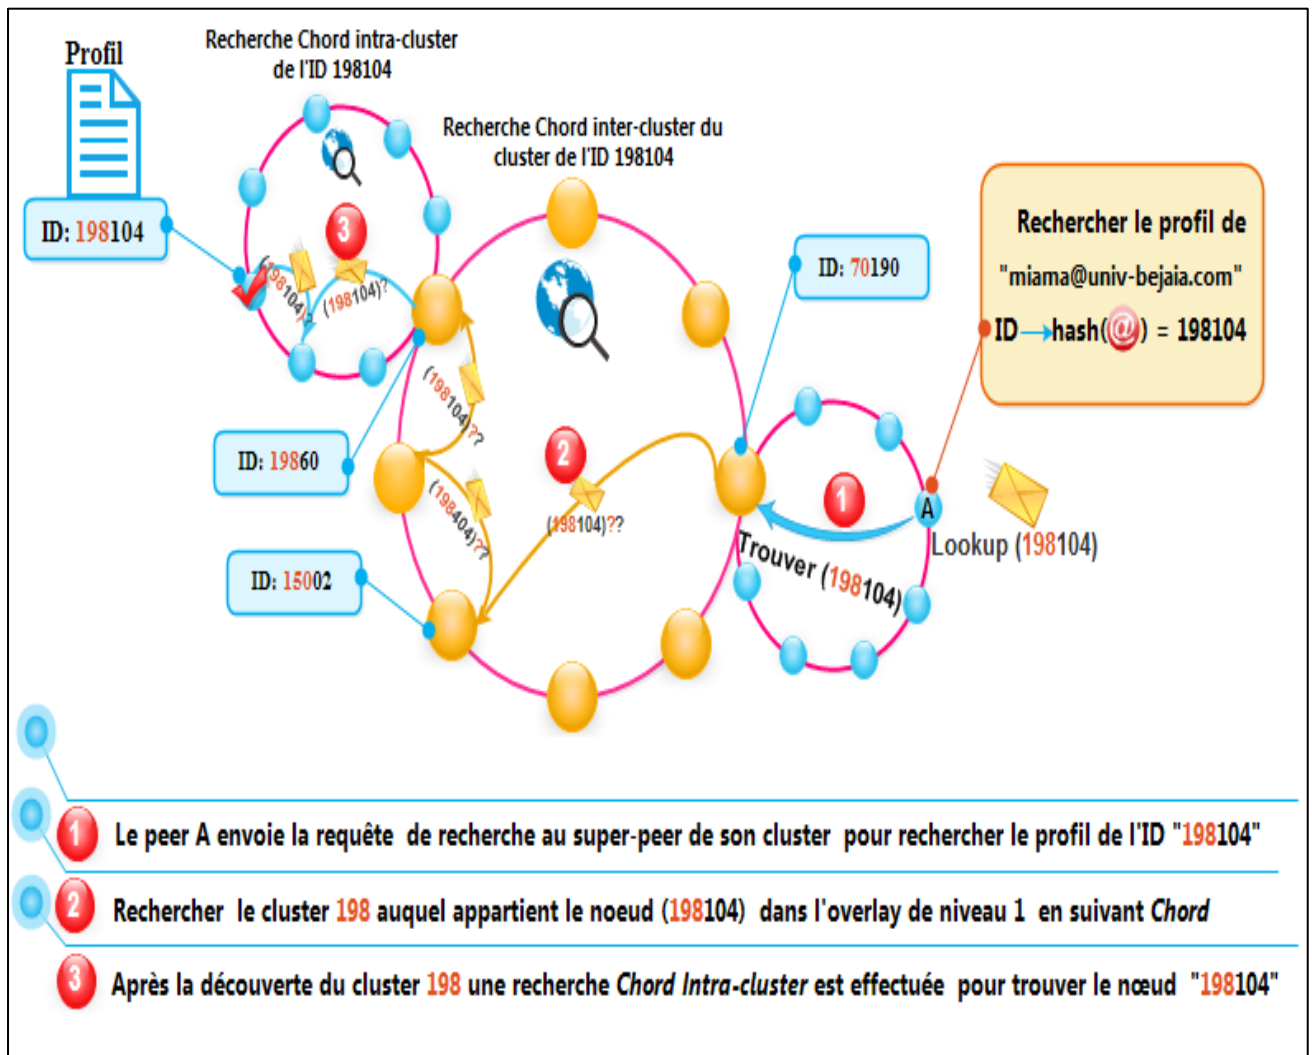 Profil
Recherche Chord intra-cluster
de l'ID 198104
Recherche Chord inter-cluster du
cluster de l'ID 198104
ID: 198104
3
(198104)??
(198104)?
ID: 70190
Rechercher le profil de
"miama@univ-bejaia.com"
ID hash(@) = 198104
(198104)??
ID: 19860
2
(198404)??
(198104)??
1
A
Trouver (198104)
Lookup (198104)
ID: 15002
1 Le peer A envoie la requête de recherche au super-peer de son cluster pour rechercher le profil de l'ID "198104"
2 Rechercher le cluster 198 auquel appartient le noeud (198104) dans l'overlay de niveau 1 en suivant Chord
3 Après la découverte du cluster 198 une recherche Chord Intra-cluster est effectuée pour trouver le nœud "198104"